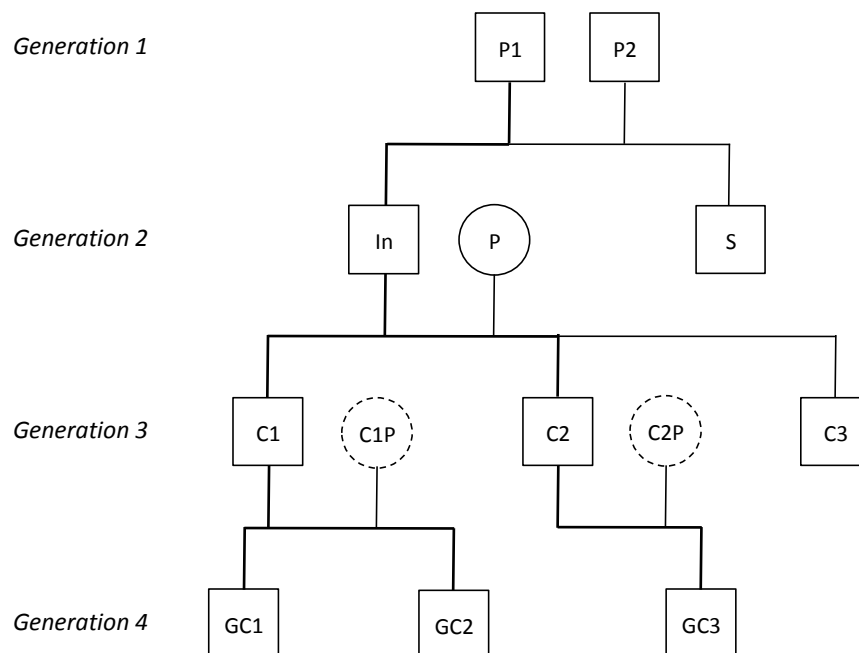 Generation 1
P1 P2
Generation 2
In P S
Generation 3
C1 C1P C2 C2P C3
Generation 4
GC1 GC2 GC3